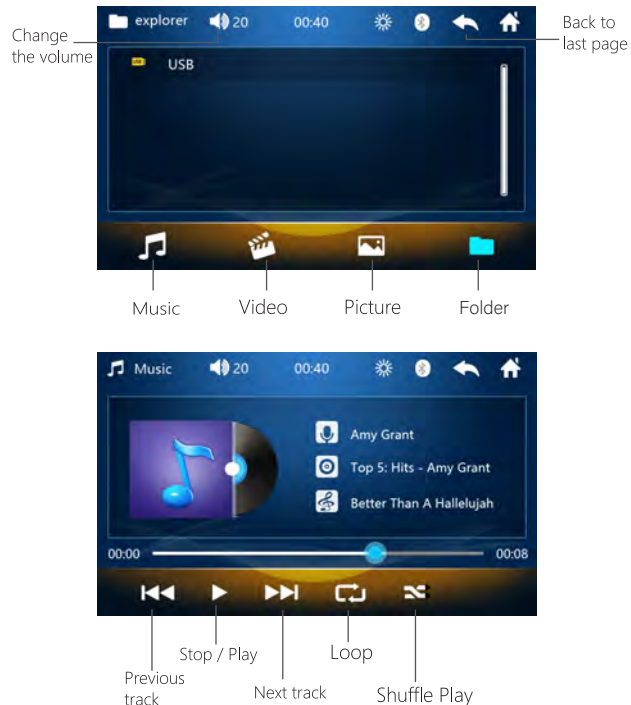 explorer 20 00:40
Change
the volume
Back to
last page
USB
Music Video Picture Folder
Music 20 00:40
Amy Grant
Top 5: Hits - Amy Grant
Better Than A Hallelujah
00:00 00:08
Stop / Play Loop
Previous
track
Next track Shuffle Play